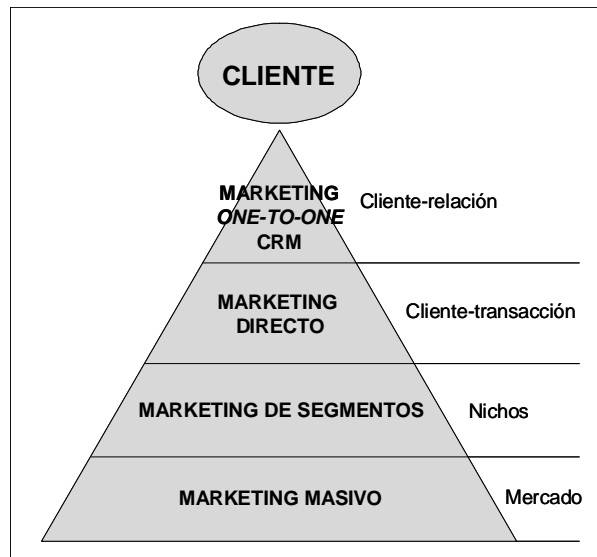 CLIENTE
MARKETING
ONE-TO-ONE
CRM
Cliente-relación
MARKETING
DIRECTO
Cliente-transacción
MARKETING DE SEGMENTOS
Nichos
MARKETING MASIVO
Mercado